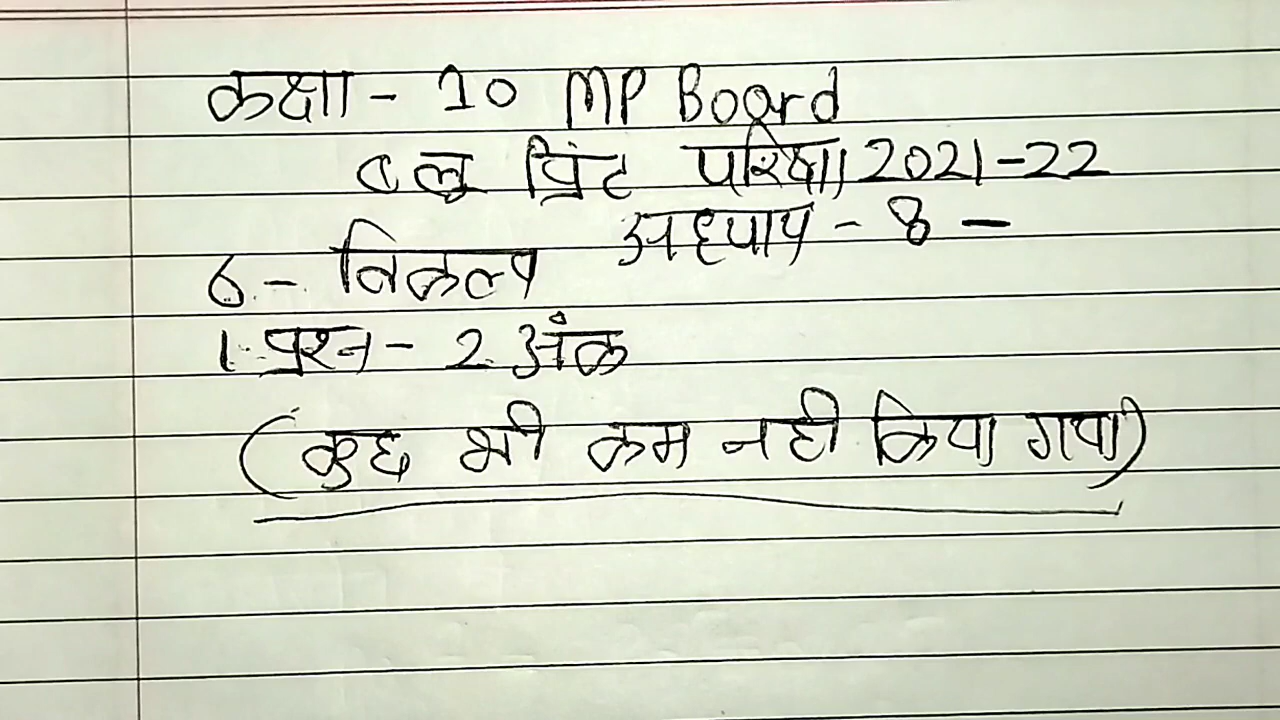 कक्षा - 10 MP Board
ब्लू प्रिंट परिक्षा 2021-22
अध्याय - 8 -
6 - विकल्प
1. प्रश्न - 2. अंक
(कुछ भी कम नही किया गया)